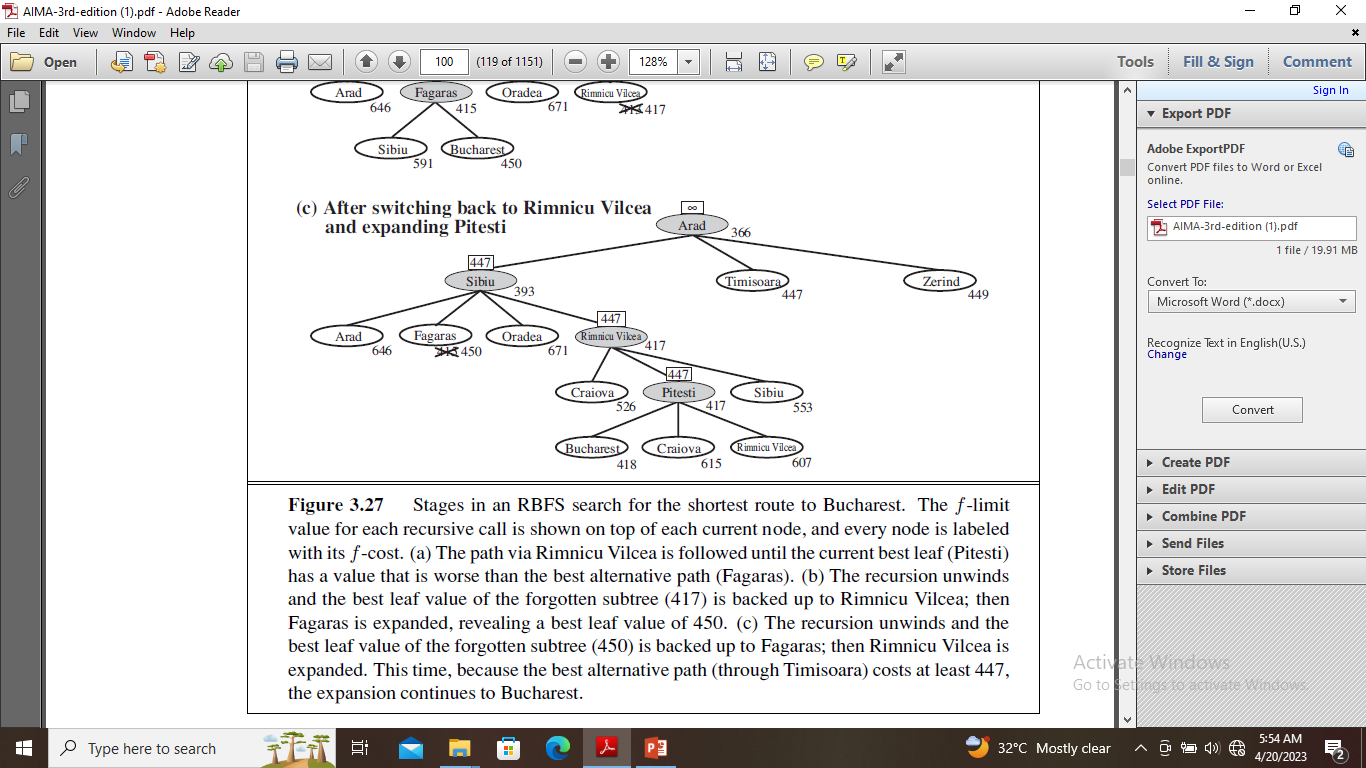 AIMA-3rd-edition (1).pdf - Adobe Reader
File Edit View Window Help
Open 100 (119 of 1151) 128% Tools Fill & Sign Comment
Sign In
Export PDF
Adobe ExportPDF
Convert PDF files to Word or Excel
online.
Select PDF File:
AIMA-3rd-edition (1).pdf
1 file / 19.91 MB
Convert To:
Microsoft Word (*.docx)
Recognize Text in English(U.S.)
Change
Convert
Create PDF
Edit PDF
Combine PDF
Send Files
Store Files
Arad Fagaras Oradea Rimnicu Vilcea
646 415 671 417
Sibiu Bucharest
591 450
(c) After switching back to Rimnicu Vilcea
and expanding Pitesti
∞
Arad
366
447
Sibiu Timisoara Zerind
393 447 449
447
Arad Fagaras Oradea Rimnicu Vilcea
646 450 671 417
447
Craiova Pitesti Sibiu
526 417 553
Bucharest Craiova Rimnicu Vilcea
418 615 607
Figure 3.27 Stages in an RBFS search for the shortest route to Bucharest. The f-limit
value for each recursive call is shown on top of each current node, and every node is labeled
with its f-cost. (a) The path via Rimnicu Vilcea is followed until the current best leaf (Pitesti)
has a value that is worse than the best alternative path (Fagaras). (b) The recursion unwinds
and the best leaf value of the forgotten subtree (417) is backed up to Rimnicu Vilcea; then
Fagaras is expanded, revealing a best leaf value of 450. (c) The recursion unwinds and the
best leaf value of the forgotten subtree (450) is backed up to Fagaras; then Rimnicu Vilcea is
expanded. This time, because the best alternative path (through Timisoara) costs at least 447,
the expansion continues to Bucharest.
Activate Windows
Go to Settings to activate Windows.
Type here to search
32°C Mostly clear
5:54 AM
4/20/2023
2